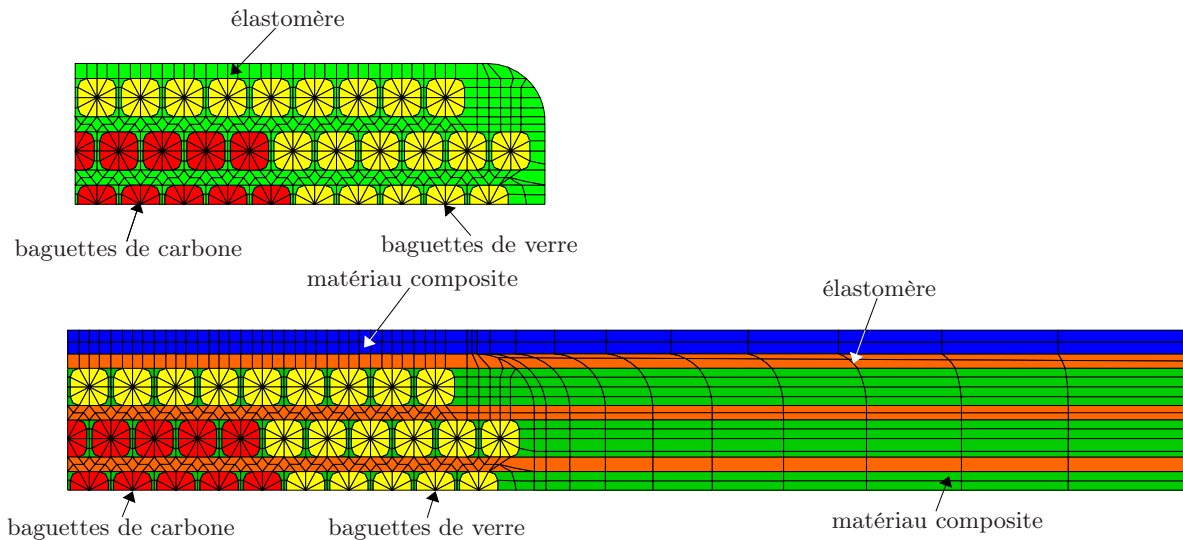 élastomère
baguettes de carbone
baguettes de verre
matériau composite
élastomère
baguettes de carbone
baguettes de verre
matériau composite